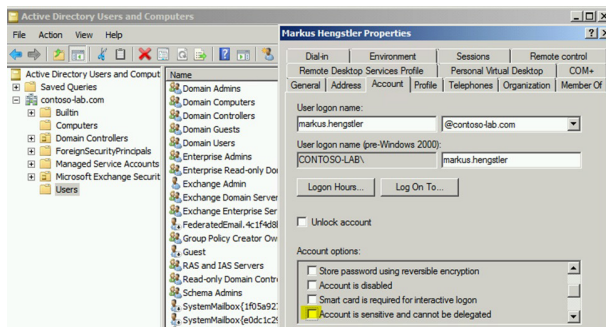 Active Directory Users and Computers
File Action View Help
Active Directory Users and Comput
Saved Queries
contoso-lab.com
Builtin
Computers
Domain Controllers
ForeignSecurityPrincipals
Managed Service Accounts
Microsoft Exchange Securit
Users
Name
Domain Admins
Domain Computers
Domain Controllers
Domain Guests
Domain Users
Enterprise Admins
Enterprise Read-only Do
Exchange Admin
Exchange Domain Server
Exchange Enterprise Ser
FederatedEmail.4c1f4d8
Group Policy Creator Ow
Guest
RAS and IAS Servers
Read-only Domain Contr
Schema Admins
SystemMailbox{1f05a92
SystemMailbox{e0dc1c2
Markus Hengstler Properties
Dial-in Environment Sessions Remote control
Remote Desktop Services Profile Personal Virtual Desktop COM+
General Address Account Profile Telephones Organization Member Of
User logon name:
markus.hengstler @contoso-lab.com
User logon name (pre-Windows 2000):
CONTOSO-LAB\ markus.hengstler
Logon Hours... Log On To...
Unlock account
Account options:
Store password using reversible encryption
Account is disabled
Smart card is required for interactive logon
Account is sensitive and cannot be delegated